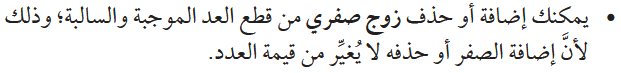 • يمكنك إضافة أو حذف زوج صفري من قطع العد الموجبة والسالبة؛ وذلك
لأنَّ إضافة الصفر أو حذفه لا يُغيِّر من قيمة العدد.